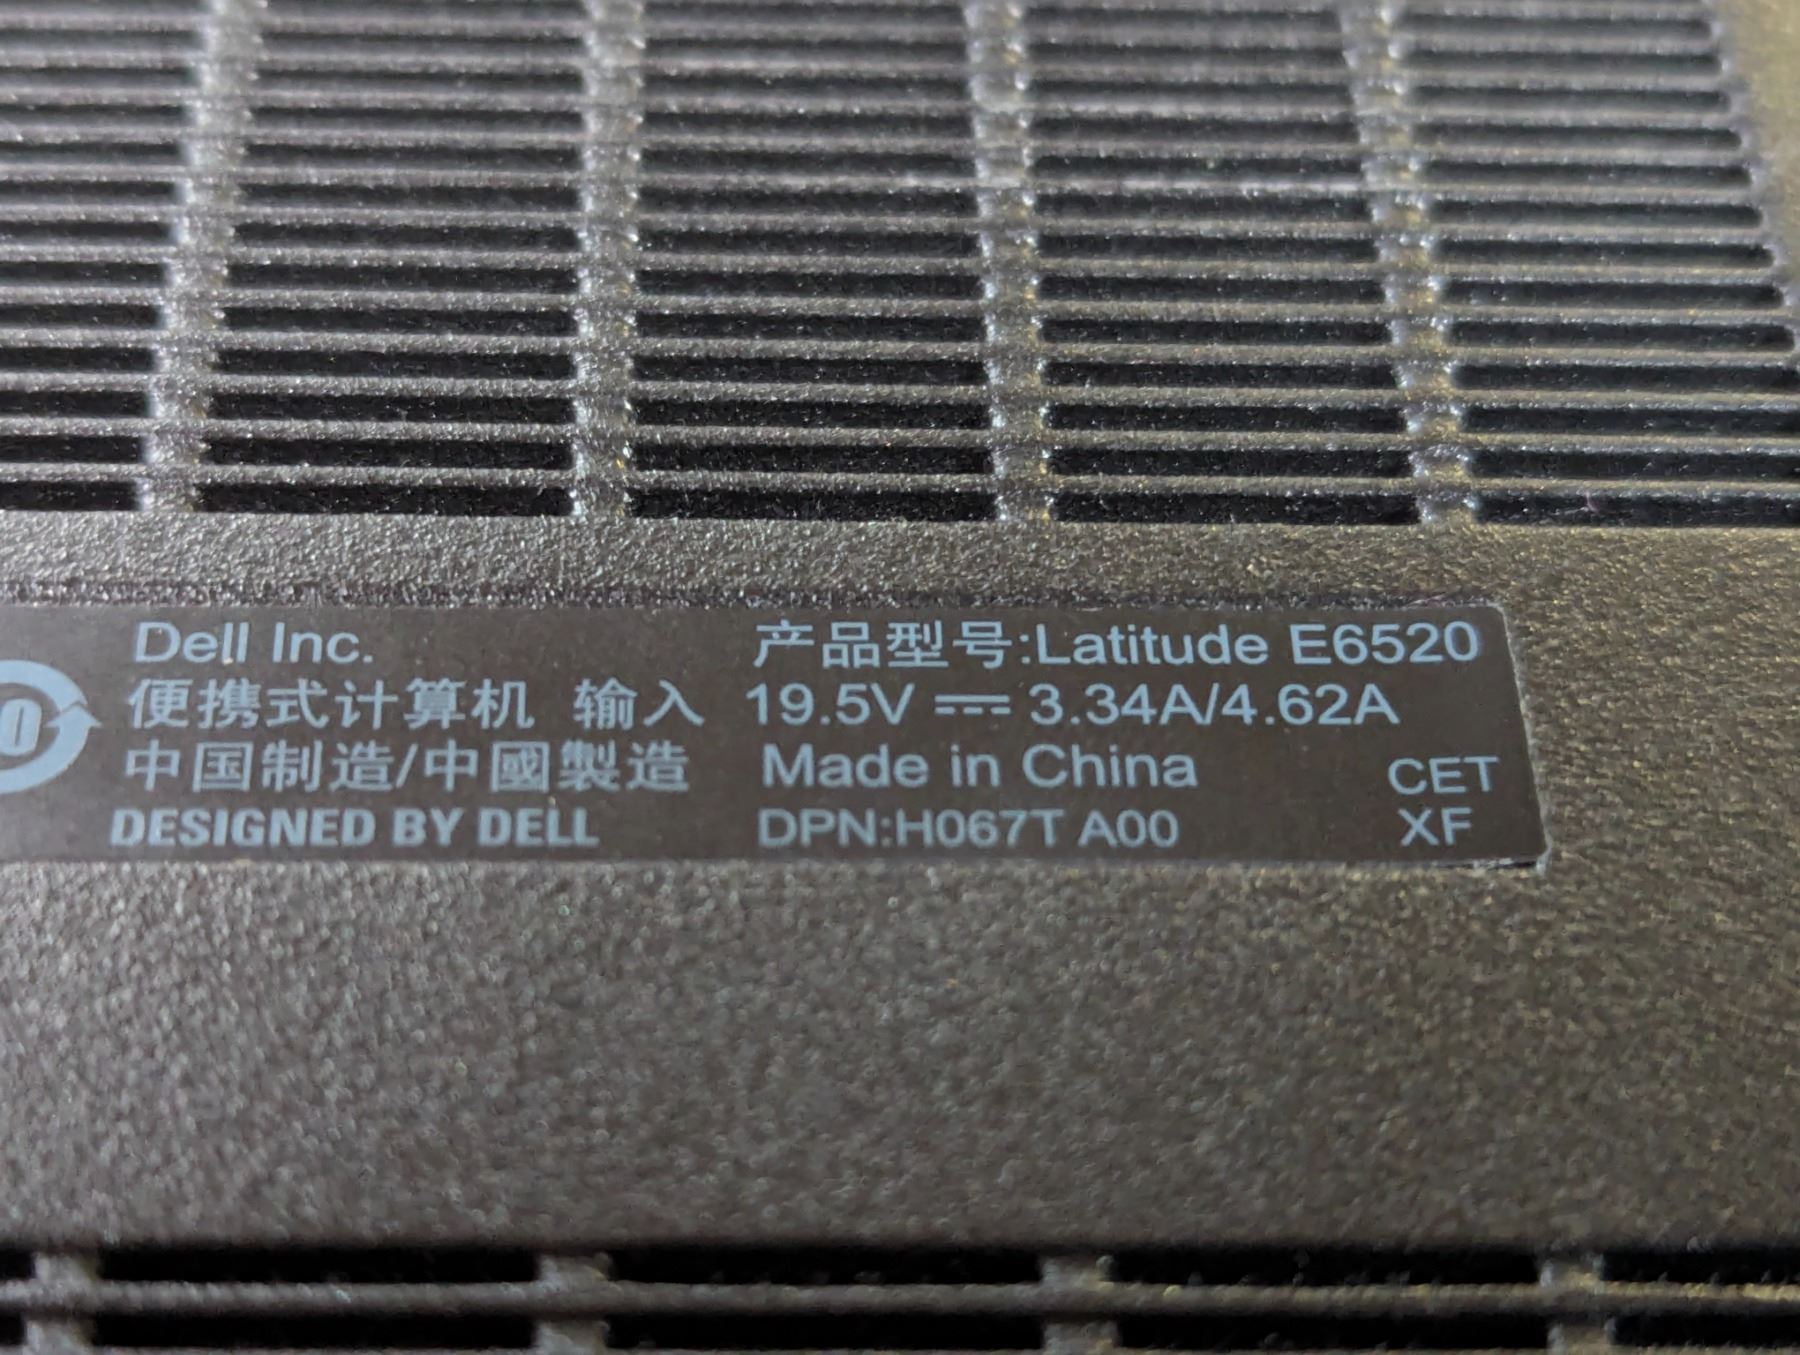 Dell Inc. 产品型号:Latitude E6520
便携式计算机 输入 19.5V ⎓ 3.34A/4.62A
中国制造/中國製造 Made in China CET
DESIGNED BY DELL DPN:H067T A00 XF